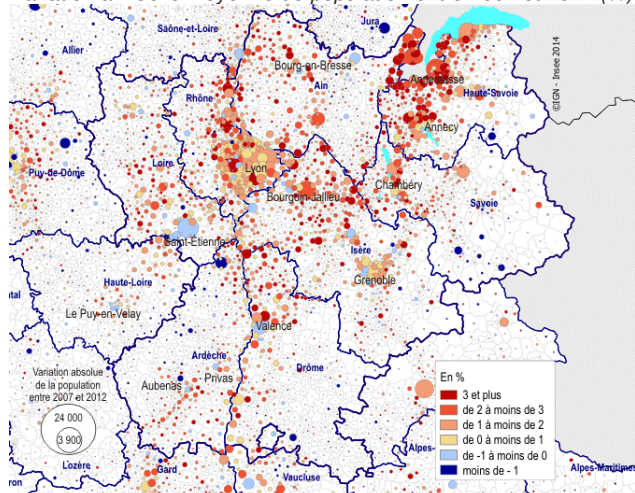 Saône-et-Loire
Jura
Allier
Bourg-en-Bresse
Ain
Annemasse
Haute-Savoie
©IGN - Insee 2014
Rhône
Annecy
Puy-de-Dôme
Loire
Lyon
Chambéry
Bourgoin-Jallieu
Savoie
Saint-Etienne
Isère
Grenoble
Haute-Loire
Le Puy-en-Velay
Valence
Variation absolue
de la population
entre 2007 et 2012
24 000
3 900
Ardèche
Drôme
Aubenas
Privas
En %
3 et plus
de 2 à moins de 3
de 1 à moins de 2
de 0 à moins de 1
de -1 à moins de 0
moins de - 1
Lozère
Gard
Vaucluse
Alpes-
Alpes-Maritimes